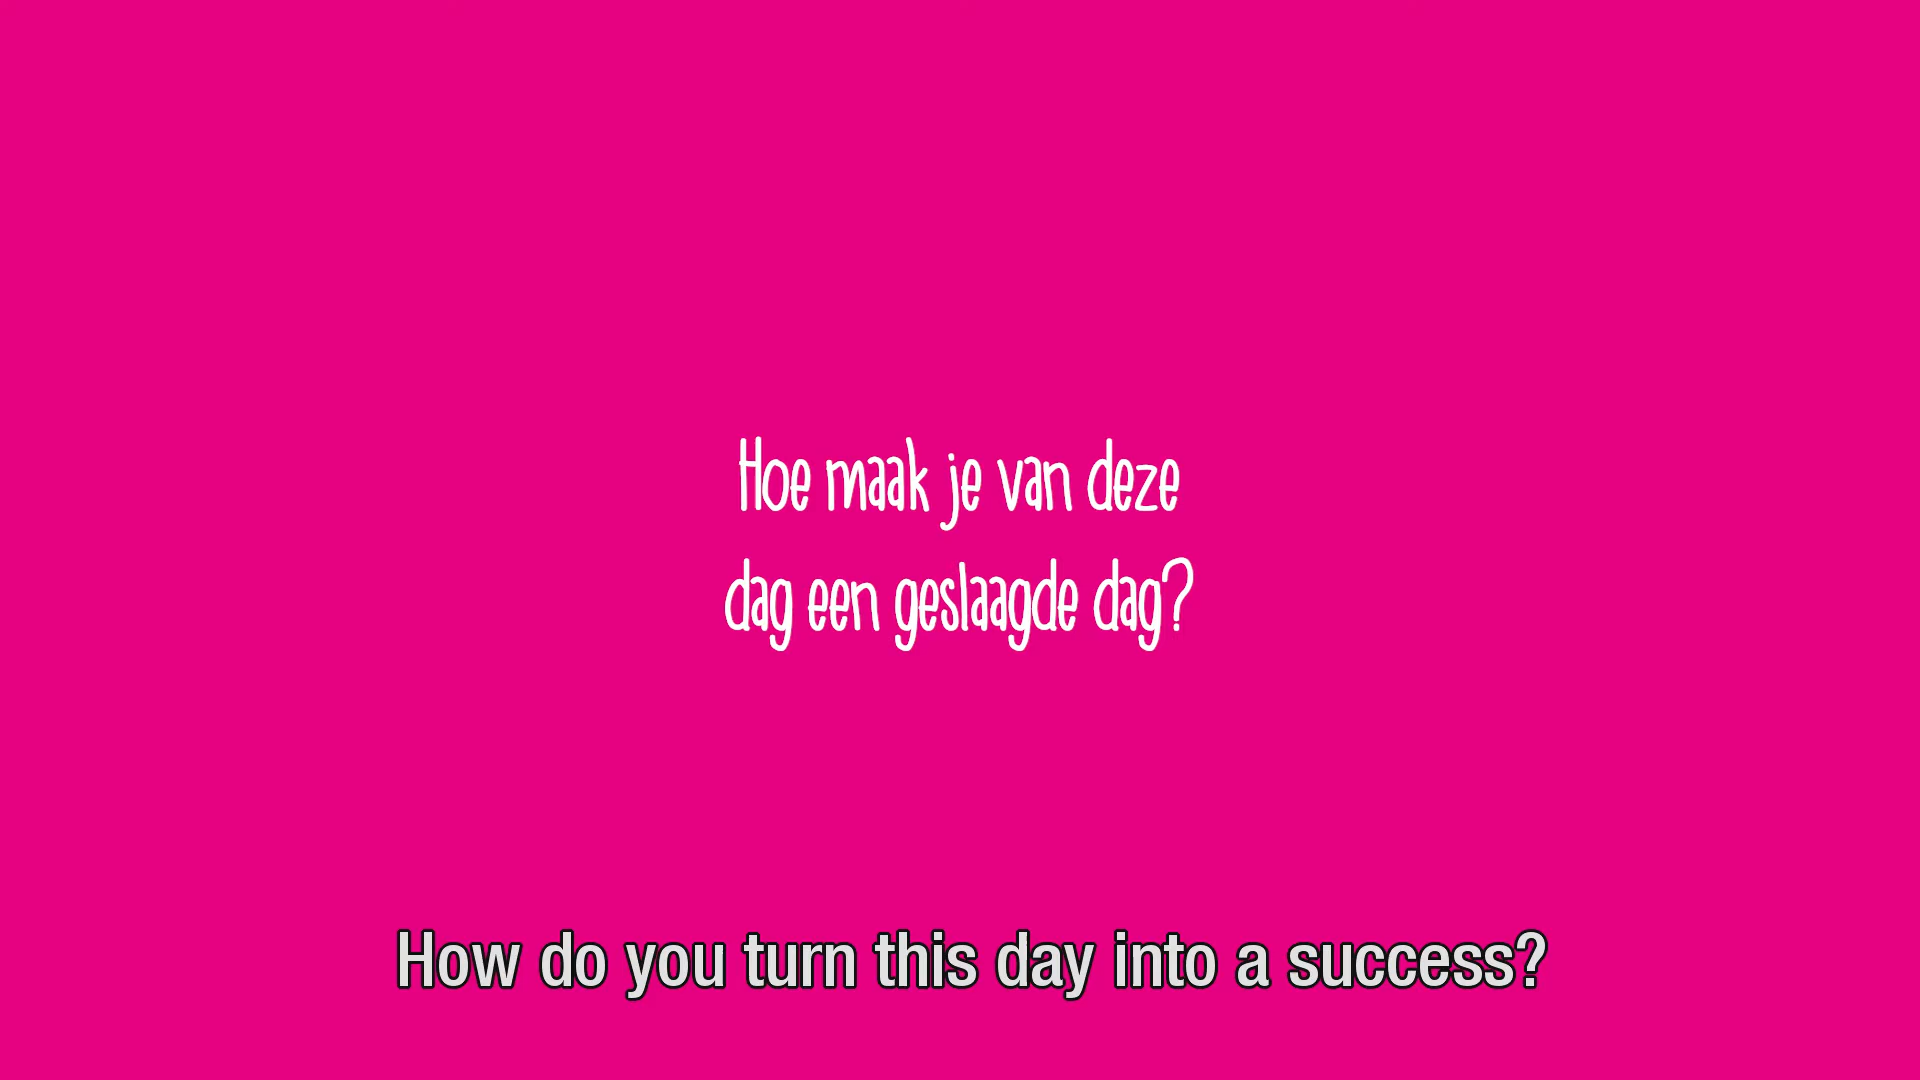 Hoe maak je van deze
dag een geslaagde dag?
How do you turn this day into a success?